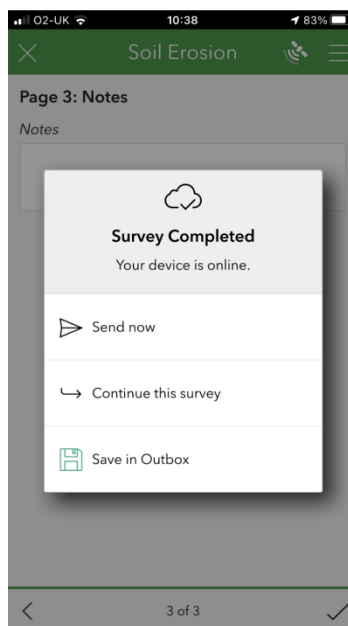 O2-UK 10:38 83%
Soil Erosion
Page 3: Notes
Notes
Survey Completed
Your device is online.
Send now
Continue this survey
Save in Outbox
3 of 3